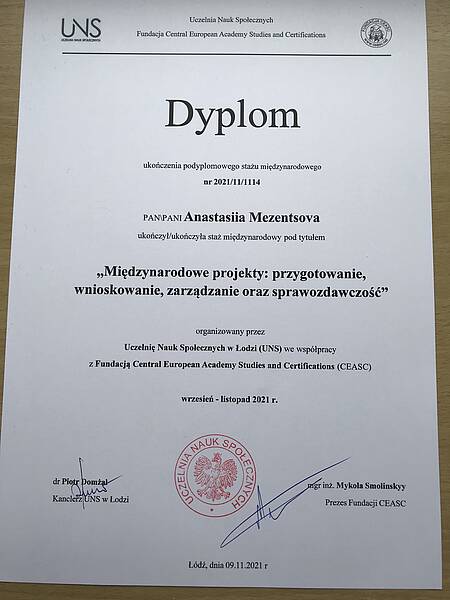 UNS
UCZELNIA NAUK SPOŁECZNYCH
Uczelnia Nauk Społecznych
Fundacja Central European Academy Studies and Certifications
Dyplom
ukończenia podyplomowego stażu międzynarodowego
nr 2021/11/1114
PAN\PANI Anastasiia Mezentsova
ukończył/ukończyła staż międzynarodowy pod tytułem
„Międzynarodowe projekty: przygotowanie,
wnioskowanie, zarządzanie oraz sprawozdawczość”
organizowany przez
Uczelnię Nauk Społecznych w Łodzi (UNS) we współpracy
z Fundacją Central European Academy Studies and Certifications (CEASC)
wrzesień - listopad 2021 r.
UCZELNIA NAUK SPOŁECZNYCH
dr Piotr Domżał
Kanclerz UNS w Łodzi
mgr inż. Mykola Smolinskyy
Prezes Fundacji CEASC
Łódź, dnia 09.11.2021 r